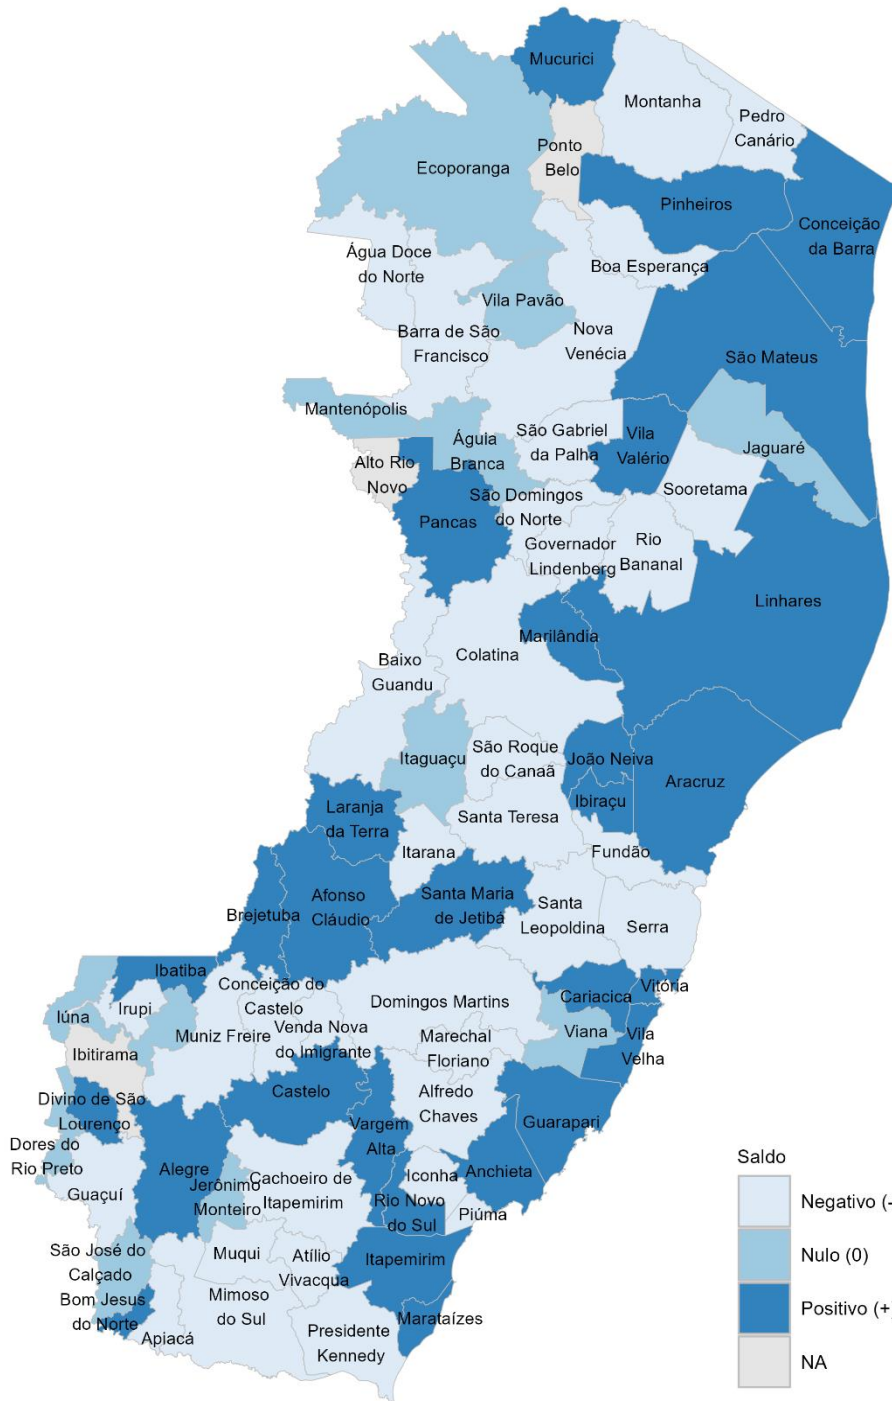 Mucurici
Montanha
Pedro
Canário
Ponto
Belo
Ecoporanga
Pinheiros
Conceição
da Barra
Água Doce
do Norte
Boa Esperança
Vila Pavão
Barra de São
Francisco
Nova
Venécia
São Mateus
Mantenópolis
Águia
Branca
São Gabriel
da Palha
Vila
Valério
Jaguaré
Alto Rio
Novo
Sooretama
São Domingos
do Norte
Pancas
Governador
Lindenberg
Rio
Bananal
Linhares
Marilândia
Colatina
Baixo
Guandu
Itaguaçu
São Roque
do Canaã
João Neiva
Aracruz
Ibiraçu
Laranja
da Terra
Santa Teresa
Itarana
Fundão
Afonso
Cláudio
Santa Maria
de Jetibá
Brejetuba
Santa
Leopoldina
Serra
Ibatiba
Conceição do
Castelo
Domingos Martins
Cariacica
Vitória
Iúna
Irupi
Muniz Freire
Venda Nova
do Imigrante
Marechal
Floriano
Viana
Vila
Velha
Ibitirama
Castelo
Alfredo
Chaves
Divino de São
Lourenço
Vargem
Alta
Guarapari
Dores do
Rio Preto
Alegre
Guaçuí
Jerônimo
Monteiro
Cachoeiro de
Itapemirim
Iconha
Anchieta
Rio Novo
do Sul
Piúma
São José do
Calçado
Muqui
Atílio
Vivacqua
Itapemirim
Bom Jesus
do Norte
Mimoso
do Sul
Marataízes
Apiacá
Presidente
Kennedy
Saldo
Negativo (-
Nulo (0)
Positivo (+)
NA